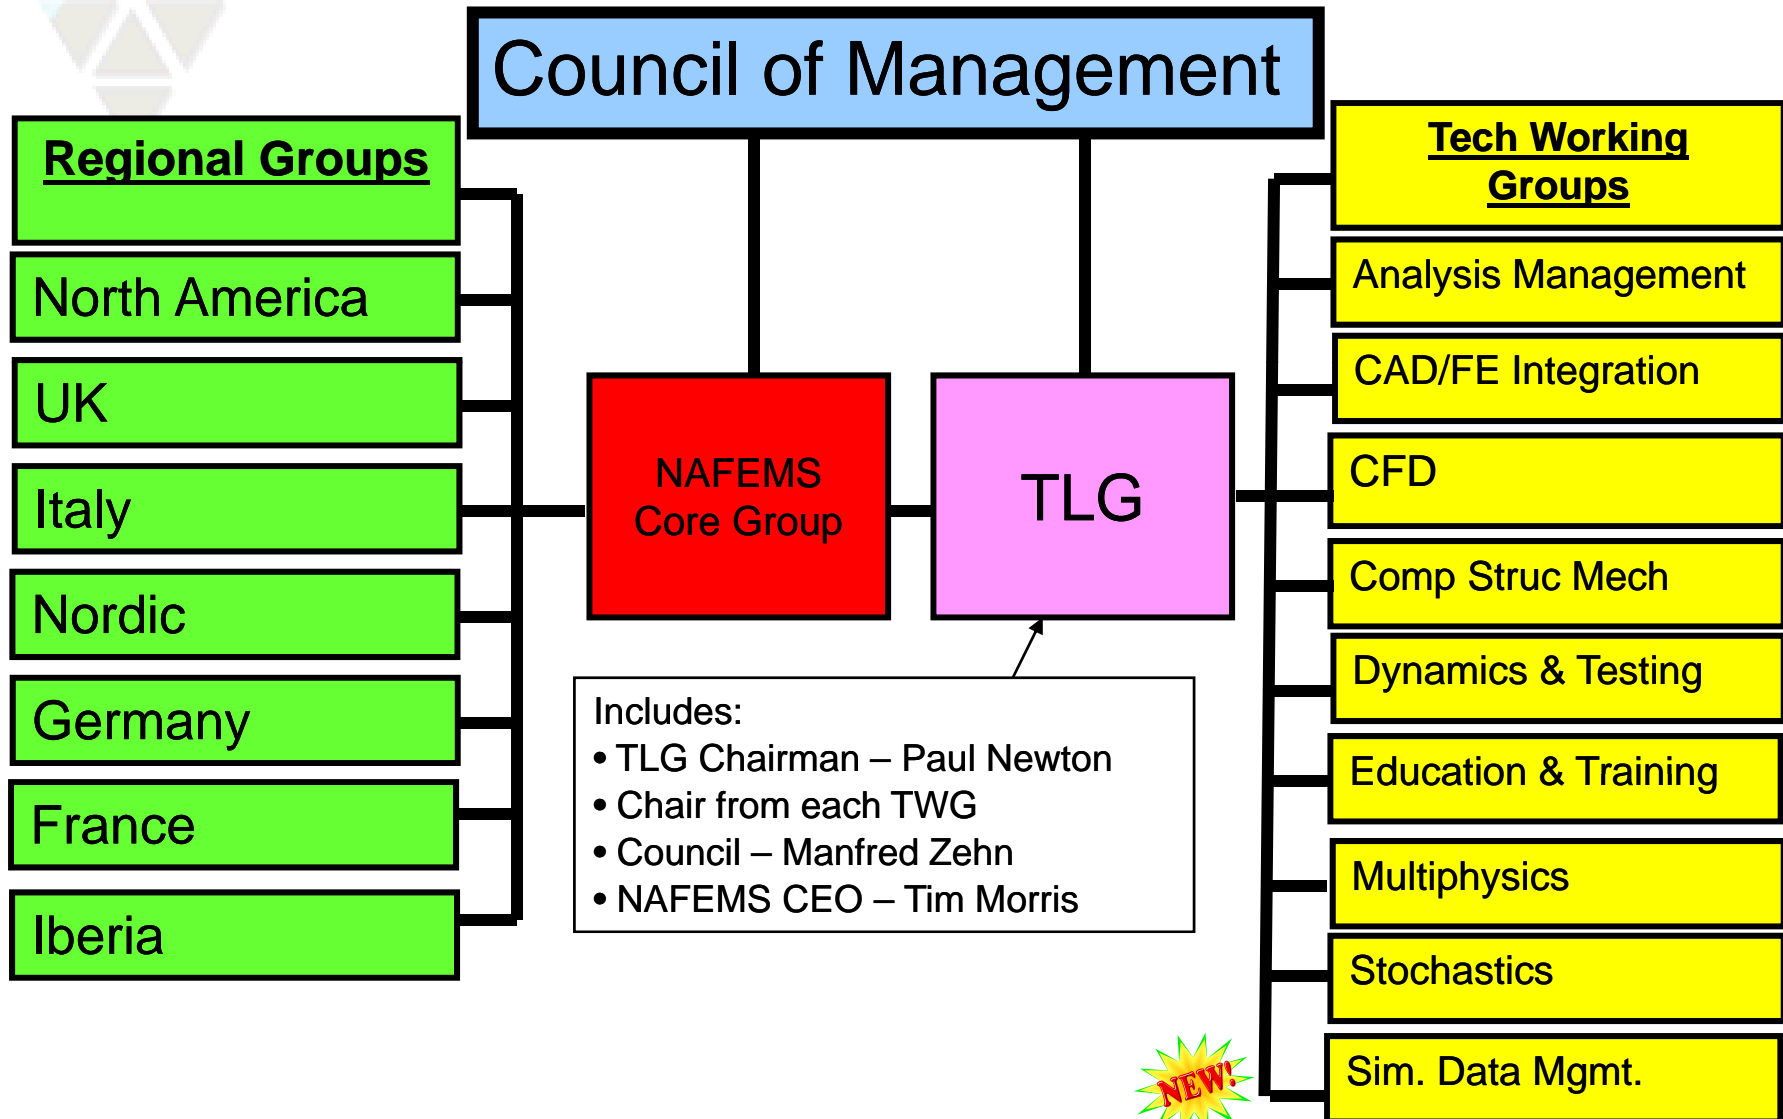 Council of Management
Regional Groups
North America
UK
Italy
Nordic
Germany
France
Iberia
NAFEMS
Core Group
TLG
Includes:
• TLG Chairman – Paul Newton
• Chair from each TWG
• Council – Manfred Zehn
• NAFEMS CEO – Tim Morris
Tech Working
Groups
Analysis Management
CAD/FE Integration
CFD
Comp Struc Mech
Dynamics & Testing
Education & Training
Multiphysics
Stochastics
NEW!
Sim. Data Mgmt.